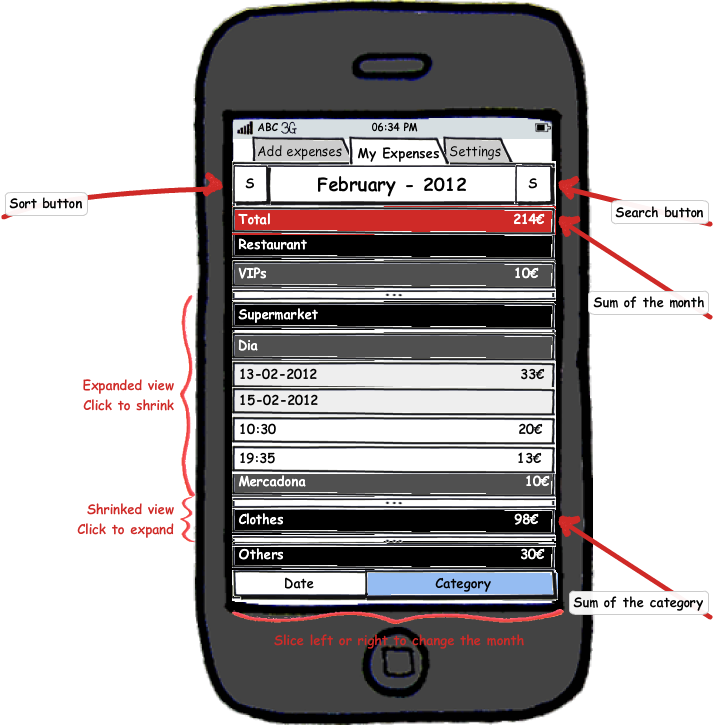 ABC 3G 06:34 PM
Add expenses My Expenses Settings
S February - 2012 S
Sort button
Search button
Total 214€
Restaurant
VIPs 10€
Sum of the month
Supermarket
Dia
13-02-2012 33€
Expanded view
Click to shrink
15-02-2012
10:30 20€
19:35 13€
Mercadona 10€
Shrinked view
Click to expand
Clothes 98€
Others 30€
Date Category
Sum of the category
Slice left or right to change the month